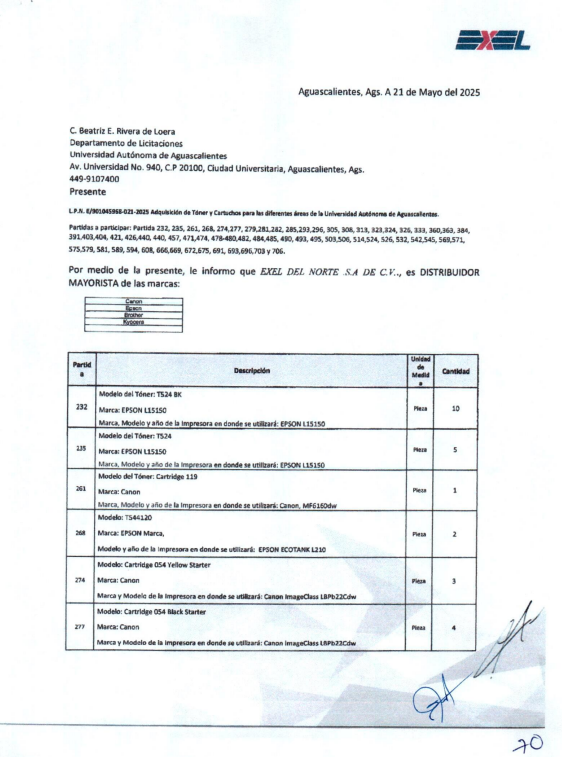 EXEL
Aguascalientes, Ags. A 21 de Mayo del 2025
C. Beatriz E. Rivera de Loera
Departamento de Licitaciones
Universidad Autónoma de Aguascalientes
Av. Universidad No. 940, C.P 20100, Ciudad Universitaria, Aguascalientes, Ags.
449-9107400
Presente
L.P.N. E/901045968-021-2025 Adquisición de Tóner y Cartuchos para las diferentes áreas de la Universidad Autónoma de Aguascalientes.
Partidas a participar: Partida 232, 235, 261, 268, 274,277, 279,281,282, 285,293,296, 305, 308, 313, 323,324, 326, 333, 360,363, 384,
391,403,404, 421, 426,440, 440, 457, 471,474, 478-480,482, 484,485, 490, 493, 495, 503,506, 514,524, 526, 532, 542,545, 569,571,
575,579, 581, 589, 594, 608, 666,669, 672,675, 691, 693,696,703 y 706.
Por medio de la presente, le informo que EXEL DEL NORTE .S.A DE C.V.., es DISTRIBUIDOR
MAYORISTA de las marcas:
Canon
Epson
Brother
Kyocera
Partida Descripción Unidad de Medida Cantidad
Modelo del Tóner: T524 BK
232 Marca: EPSON L15150 Pieza 10
Marca, Modelo y año de la Impresora en donde se utilizará: EPSON L15150
Modelo del Tóner: T524
235 Marca: EPSON L15150 Pieza 5
Marca, Modelo y año de la Impresora en donde se utilizará: EPSON L15150
Modelo del Tóner: Cartridge 119
261 Marca: Canon Pieza 1
Marca, Modelo y año de la Impresora en donde se utilizará: Canon, MF6160dw
Modelo: T544120
268 Marca: EPSON Marca, Pieza 2
Modelo y año de la Impresora en donde se utilizará: EPSON ECOTANK L210
Modelo: Cartridge 054 Yellow Starter
274 Marca: Canon Pieza 3
Marca y Modelo de la Impresora en donde se utilizará: Canon ImageClass LBPb22Cdw
Modelo: Cartridge 054 Black Starter
277 Marca: Canon Pieza 4
Marca y Modelo de la Impresora en donde se utilizará: Canon ImageClass LBPb22Cdw
70